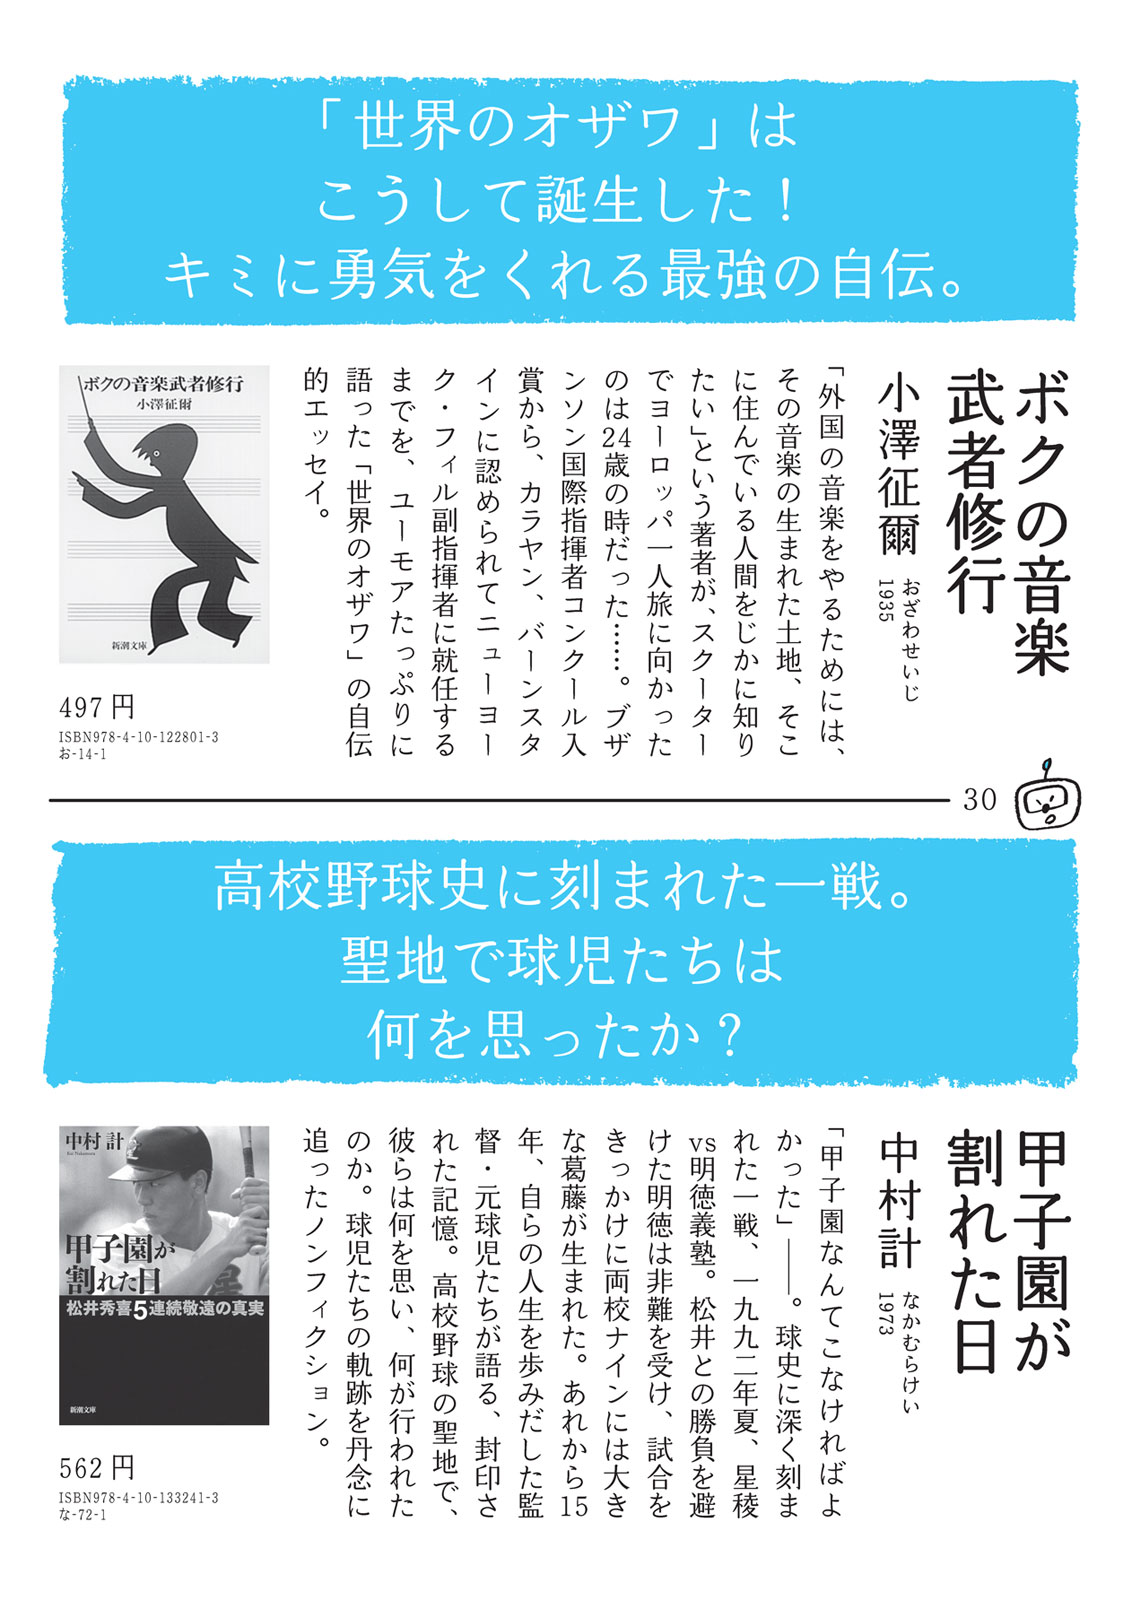 「世界のオザワ」は
こうして誕生した！
キミに勇気をくれる最強の自伝。
ボクの音楽
武者修行
小澤征爾
おざわせいじ
1935
「外国の音楽をやるためには、
その音楽の生まれた土地、そこ
に住んでいる人間をじかに知り
たい」という著者が、スクーター
でヨーロッパ一人旅に向かった
のは24歳の時だった……。ブザ
ンソン国際指揮者コンクール入
賞から、カラヤン、バーンスタ
インに認められてニューヨー
ク・フィル副指揮者に就任する
までを、ユーモアたっぷりに
語った「世界のオザワ」の自伝
的エッセイ。
ボクの音楽武者修行
小澤征爾
新潮文庫
497円
ISBN978-4-10-122801-3
お-14-1
30
高校野球史に刻まれた一戦。
聖地で球児たちは
何を思ったか？
甲子園が
割れた日
中村計
なかむらけい
1973
「甲子園なんてこなければよ
かった」――。球史に深く刻ま
れた一戦、一九九二年夏、星稜
vs明徳義塾。松井との勝負を避
けた明徳は非難を受け、試合を
きっかけに両校ナインには大き
な葛藤が生まれた。あれから15
年、自らの人生を歩みだした監
督・元球児たちが語る、封印さ
れた記憶。高校野球の聖地で、
彼らは何を思い、何が行われた
のか。球児たちの軌跡を丹念に
追ったノンフィクション。
中村 計
Kei Nakamura
甲子園が
割れた日
松井秀喜5連続敬遠の真実
新潮文庫
562円
ISBN978-4-10-133241-3
な-72-1